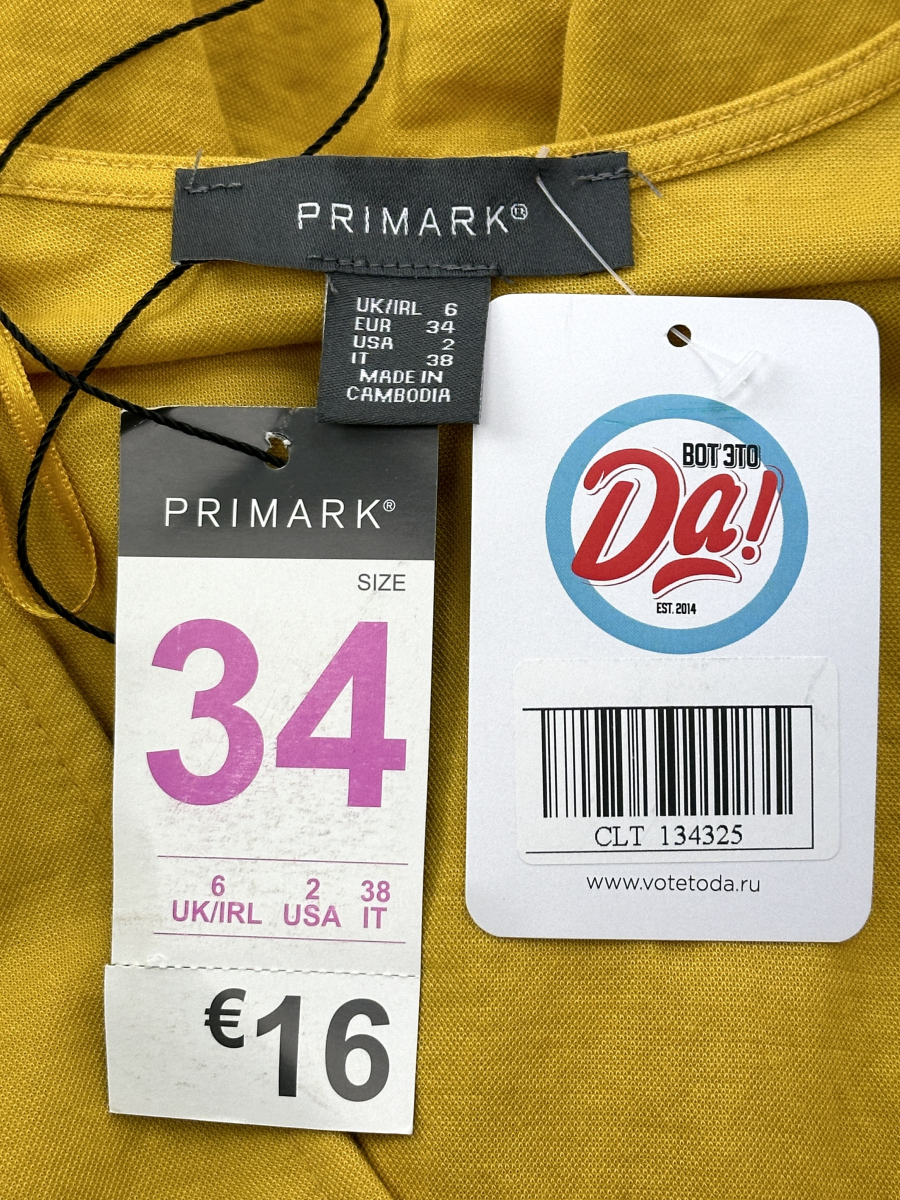 PRIMARK®
UK/IRL 6
EUR 34
USA 2
IT 38
MADE IN
CAMBODIA
PRIMARK®
SIZE
34
6 2 38
UK/IRL USA IT
€16
ВОТ ЭТО
Да!
EST. 2014
CLT 134325
www.votetoda.ru